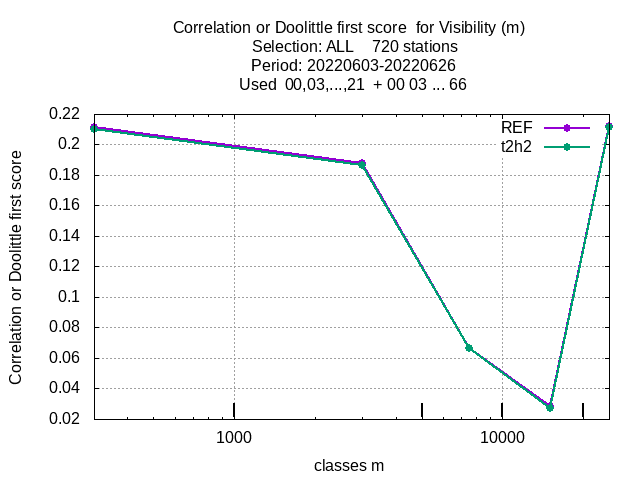 Correlation or Doolittle first score  for Visibility (m)
Selection: ALL    720 stations
Period: 20220603-20220626
Used  00,03,...,21  + 00 03 ... 66
REF
t2h2
0.22
0.2
0.18
0.16
0.14
0.12
0.1
0.08
0.06
0.04
0.02
Correlation or Doolittle first score
1000
10000
classes m